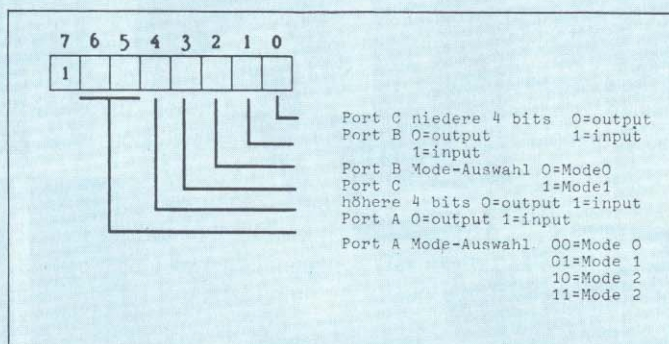 7 6 5 4 3 2 1 0
1
Port C niedere 4 bits 0=output
Port B 0=output 1=input
1=input
Port B Mode-Auswahl 0=Mode0
Port C 1=Mode1
höhere 4 bits 0=output 1=input
Port A 0=output 1=input
Port A Mode-Auswahl. 00=Mode 0
01=Mode 1
10=Mode 2
11=Mode 2